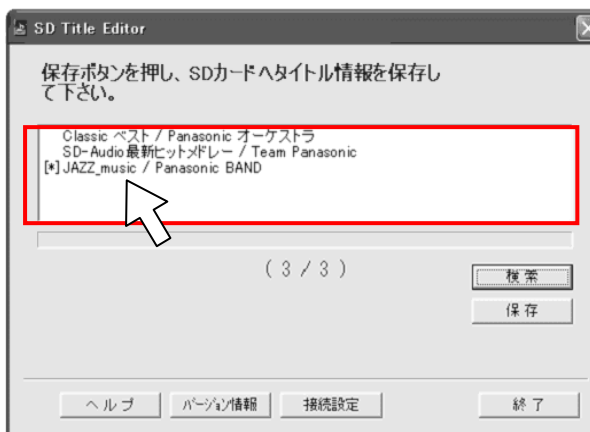 SD Title Editor
保存ボタンを押し、SDカードへタイトル情報を保存し
て下さい。
Classic ベスト / Panasonic オーケストラ
SD-Audio最新ヒットメドレー / Team Panasonic
[*] JAZZ_music / Panasonic BAND
( 3 / 3 )
検索
保存
ヘルプ
バージョン情報
接続設定
終了